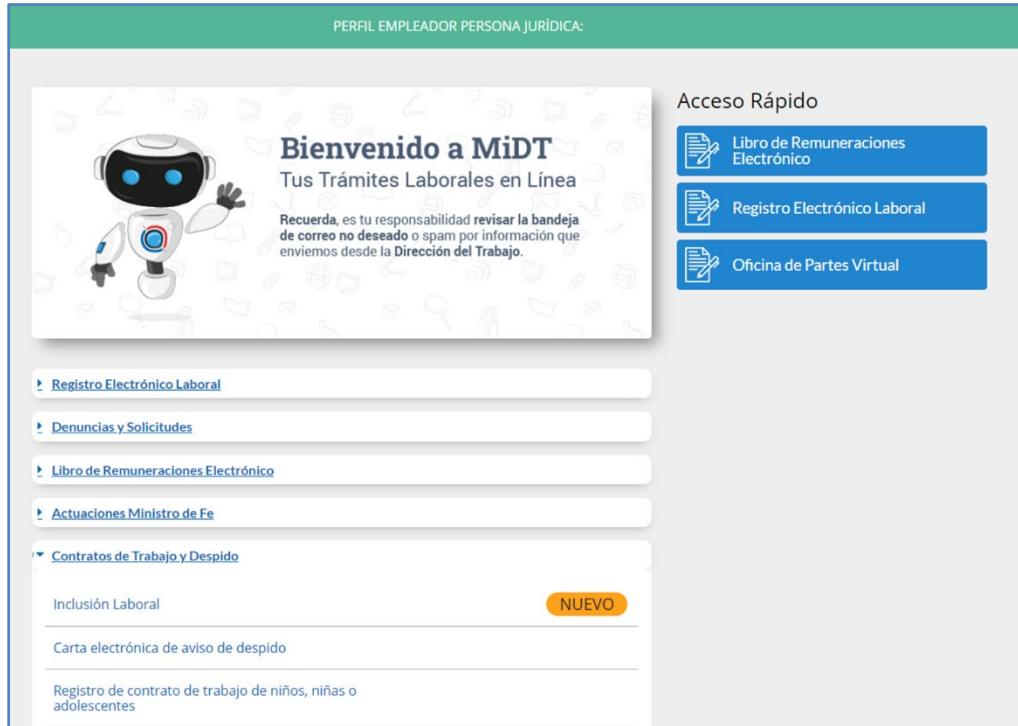 PERFIL EMPLEADOR PERSONA JURÍDICA:
Bienvenido a MiDT
Tus Trámites Laborales en Línea
Recuerda, es tu responsabilidad revisar la bandeja
de correo no deseado o spam por información que
enviemos desde la Dirección del Trabajo.
Acceso Rápido
Libro de Remuneraciones
Electrónico
Registro Electrónico Laboral
Oficina de Partes Virtual
Registro Electrónico Laboral
Denuncias y Solicitudes
Libro de Remuneraciones Electrónico
Actuaciones Ministro de Fe
Contratos de Trabajo y Despido
Inclusión Laboral
NUEVO
Carta electrónica de aviso de despido
Registro de contrato de trabajo de niños, niñas o
adolescentes